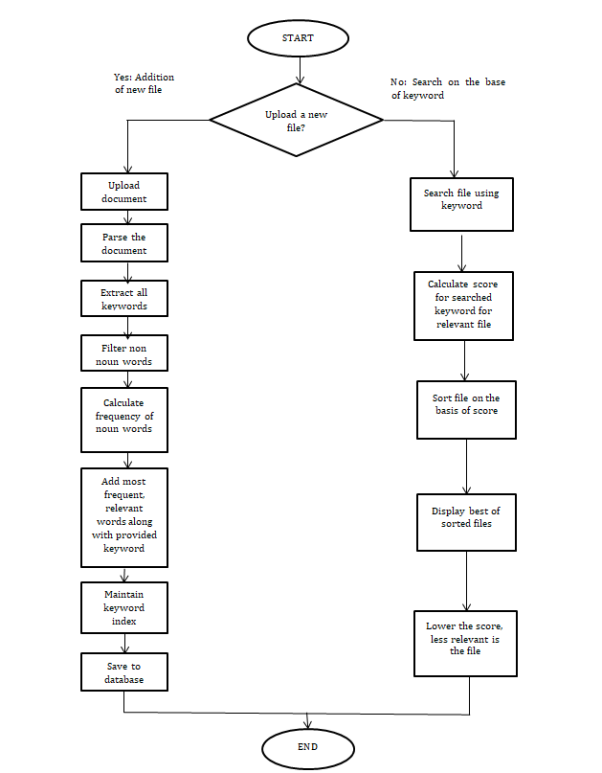 START
Yes: Addition
of new file
No: Search on the base
of keyword
Upload a new
file?
Upload
document
Parse the
document
Extract all
keywords
Filter non
noun words
Calculate
frequency of
noun words
Add most
frequent,
relevant
words along
with provided
keyword
Maintain
keyword
index
Save to
database
Search file using
keyword
Calculate score
for searched
keyword for
relevant file
Sort file on the
basis of score
Display best of
sorted files
Lower the score,
less relevant is
the file
END